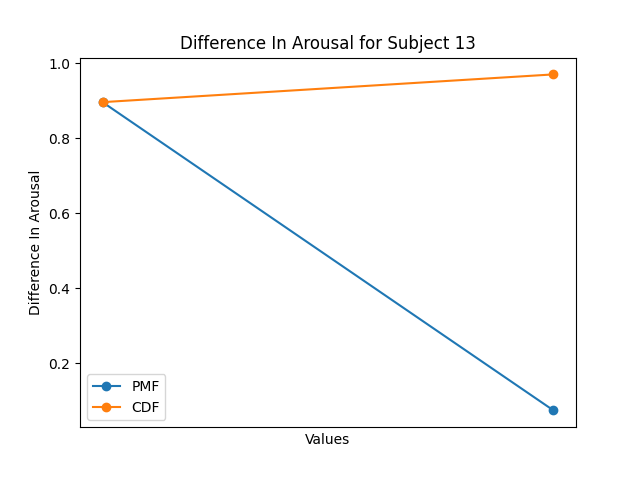 Difference In Arousal for Subject 13
1.0
0.8
0.6
0.4
0.2
Difference In Arousal
PMF
CDF
Values